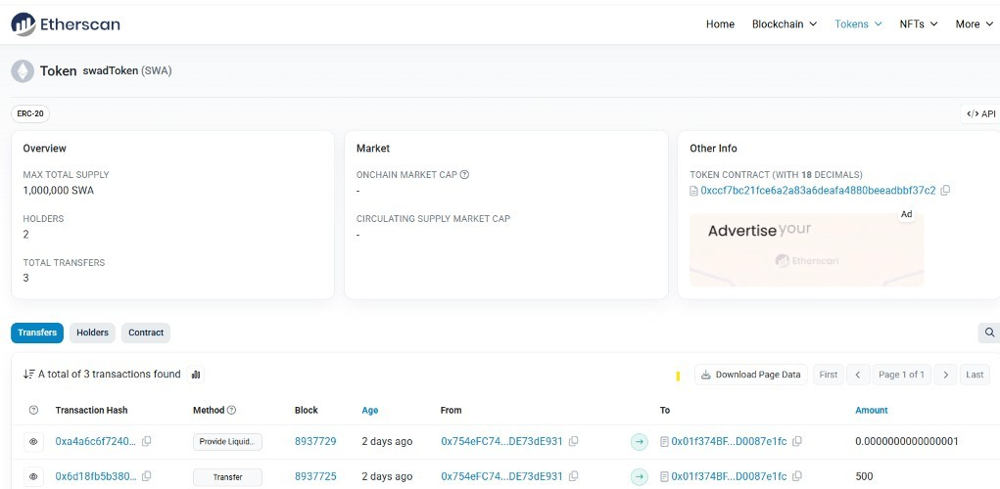 Etherscan Home Blockchain Tokens NFTs More
Token swadToken (SWA)
ERC-20
</> API
Overview
MAX TOTAL SUPPLY
1,000,000 SWA
HOLDERS
2
TOTAL TRANSFERS
3
Market
ONCHAIN MARKET CAP
-
CIRCULATING SUPPLY MARKET CAP
-
Other Info
TOKEN CONTRACT (WITH 18 DECIMALS)
0xccf7bc21fce6a2a83a6deafa4880beeadbbf37c2
Ad
Advertise your
Etherscan
Transfers Holders Contract
A total of 3 transactions found Download Page Data First Page 1 of 1 Last
Transaction Hash Method Block Age From To Amount
0xa4a6c6f7240... Provide Liquid... 8937729 2 days ago 0x754eFC74...DE73dE931 0x01f374BF...D0087e1fc 0.0000000000000001
0x6d18fb5b380... Transfer 8937725 2 days ago 0x754eFC74...DE73dE931 0x01f374BF...D0087e1fc 500